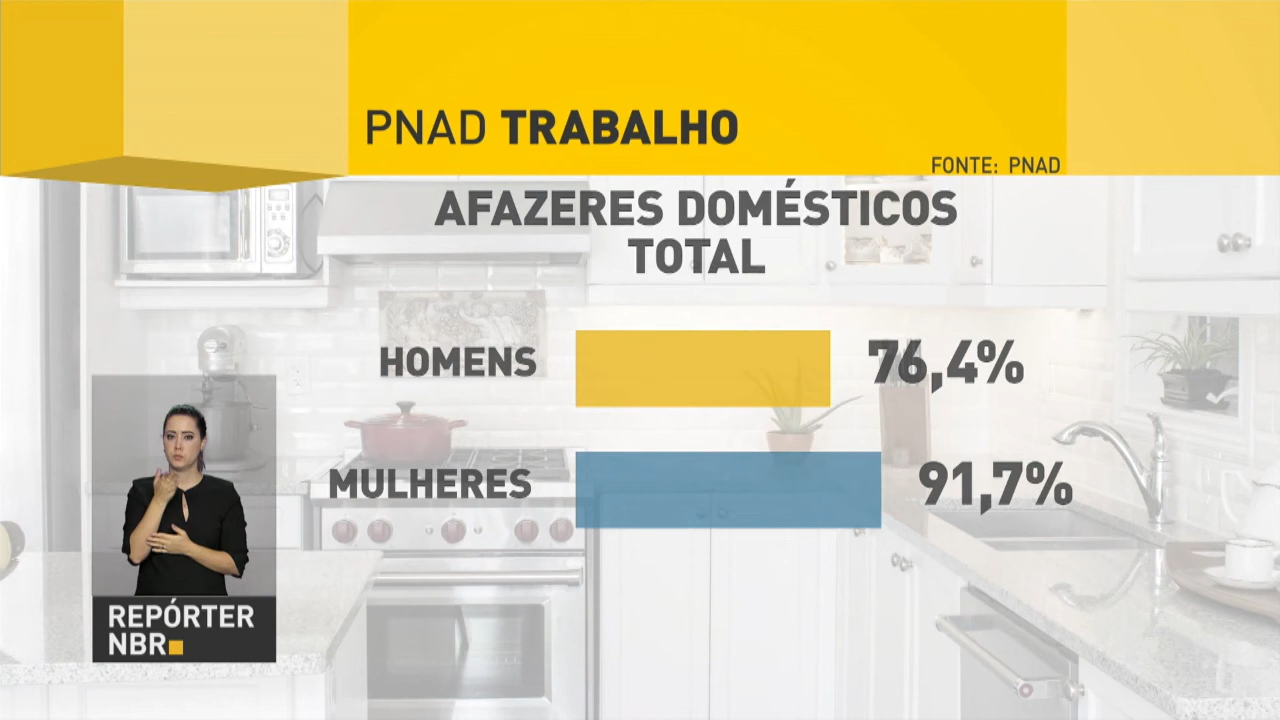 PNAD TRABALHO
FONTE: PNAD
AFAZERES DOMÉSTICOS
TOTAL
HOMENS 76,4%
MULHERES 91,7%
REPÓRTER
NBR